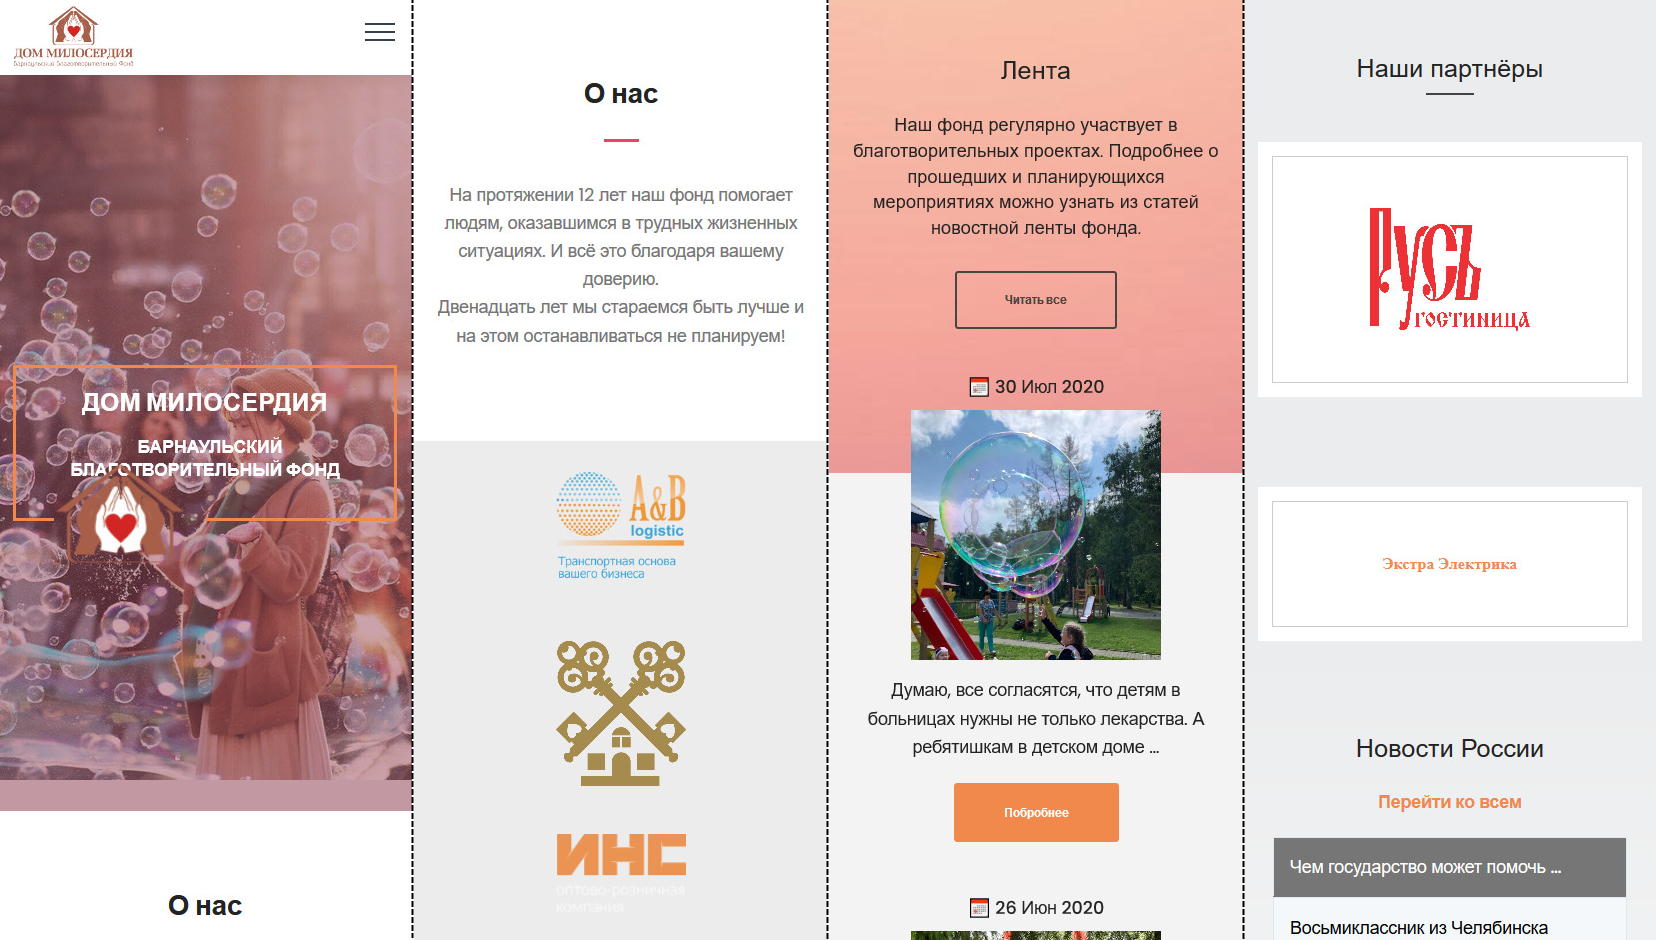 ДОМ МИЛОСЕРДИЯ
Барнаульский Благотворительный Фонд
ДОМ МИЛОСЕРДИЯ
БАРНАУЛЬСКИЙ
БЛАГОТВОРИТЕЛЬНЫЙ ФОНД
О нас
О нас
На протяжении 12 лет наш фонд помогает
людям, оказавшимся в трудных жизненных
ситуациях. И всё это благодаря вашему
доверию.
Двенадцать лет мы стараемся быть лучше и
на этом останавливаться не планируем!
A&B
logistic
Транспортная основа
вашего бизнеса
ИНС
оптово-розничная
компания
Лента
Наш фонд регулярно участвует в
благотворительных проектах. Подробнее о
прошедших и планирующихся
мероприятиях можно узнать из статей
новостной ленты фонда.
Читать все
30 Июл 2020
Думаю, все согласятся, что детям в
больницах нужны не только лекарства. А
ребятишкам в детском доме ...
Побробнее
26 Июн 2020
Наши партнёры
Русь
гостиница
Экстра Электрика
Новости России
Перейти ко всем
Чем государство может помочь ...
Восьмиклассник из Челябинска